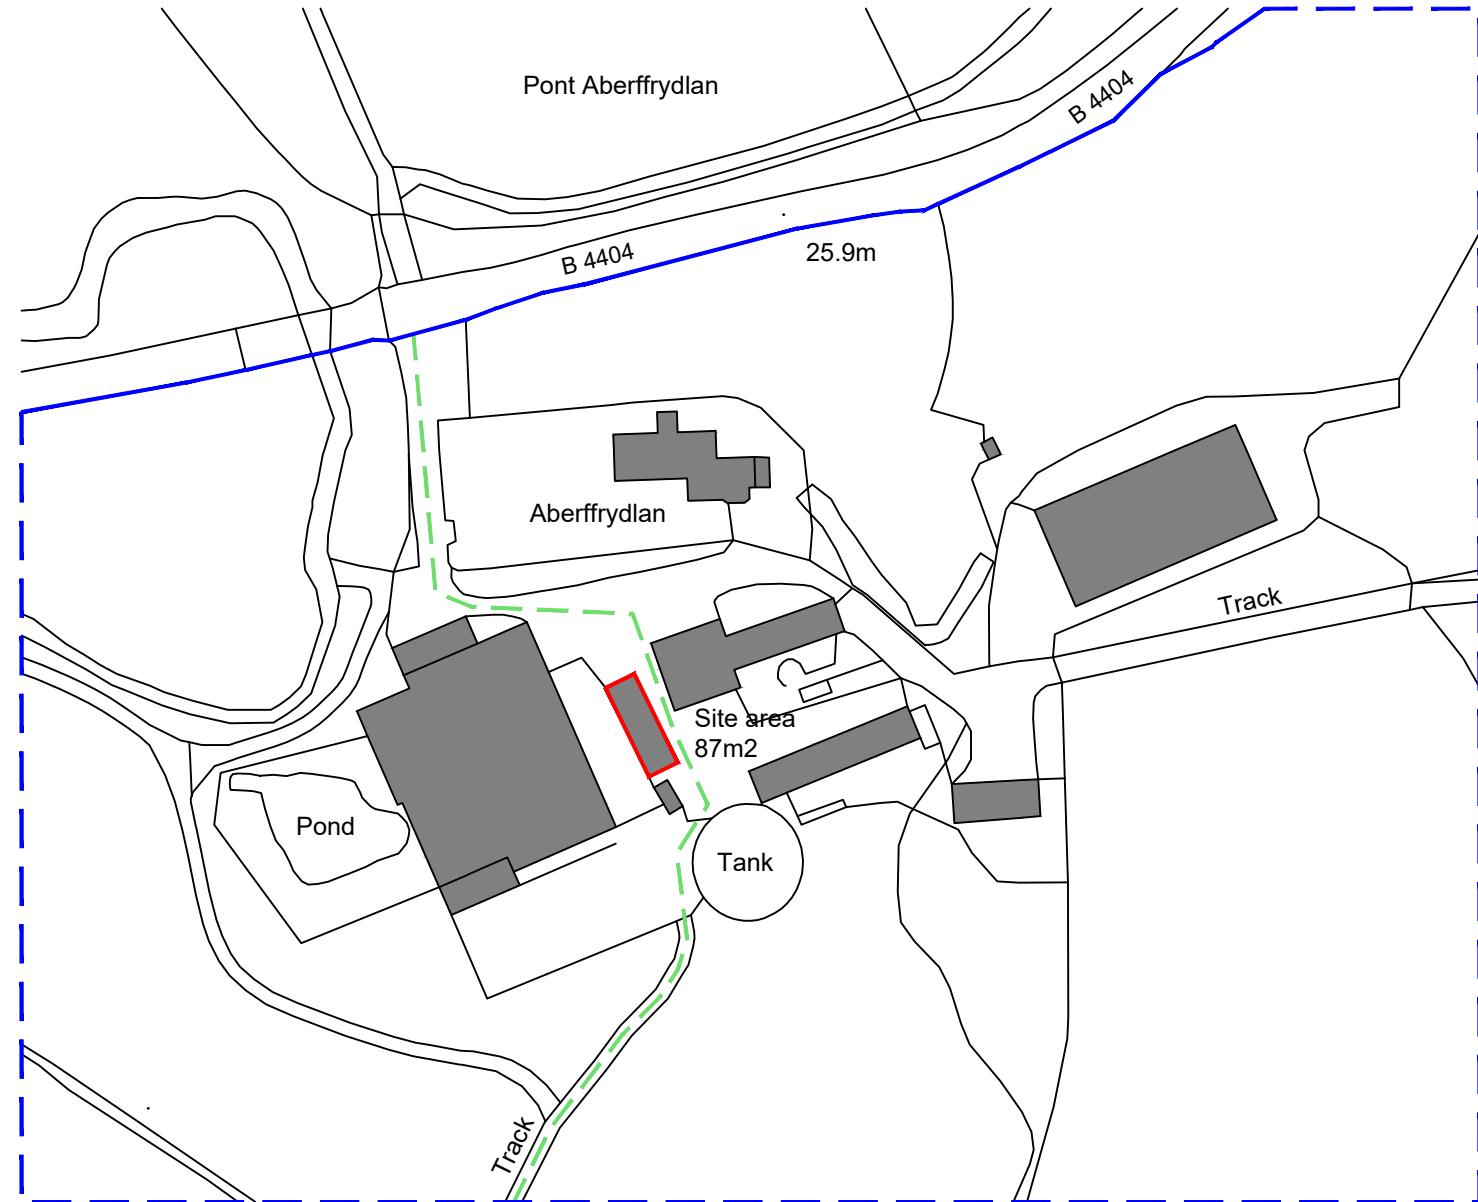 Pont Aberffrydlan
B 4404
B 4404
25.9m
Aberffrydlan
Track
Site area
87m2
Pond
Tank
Track